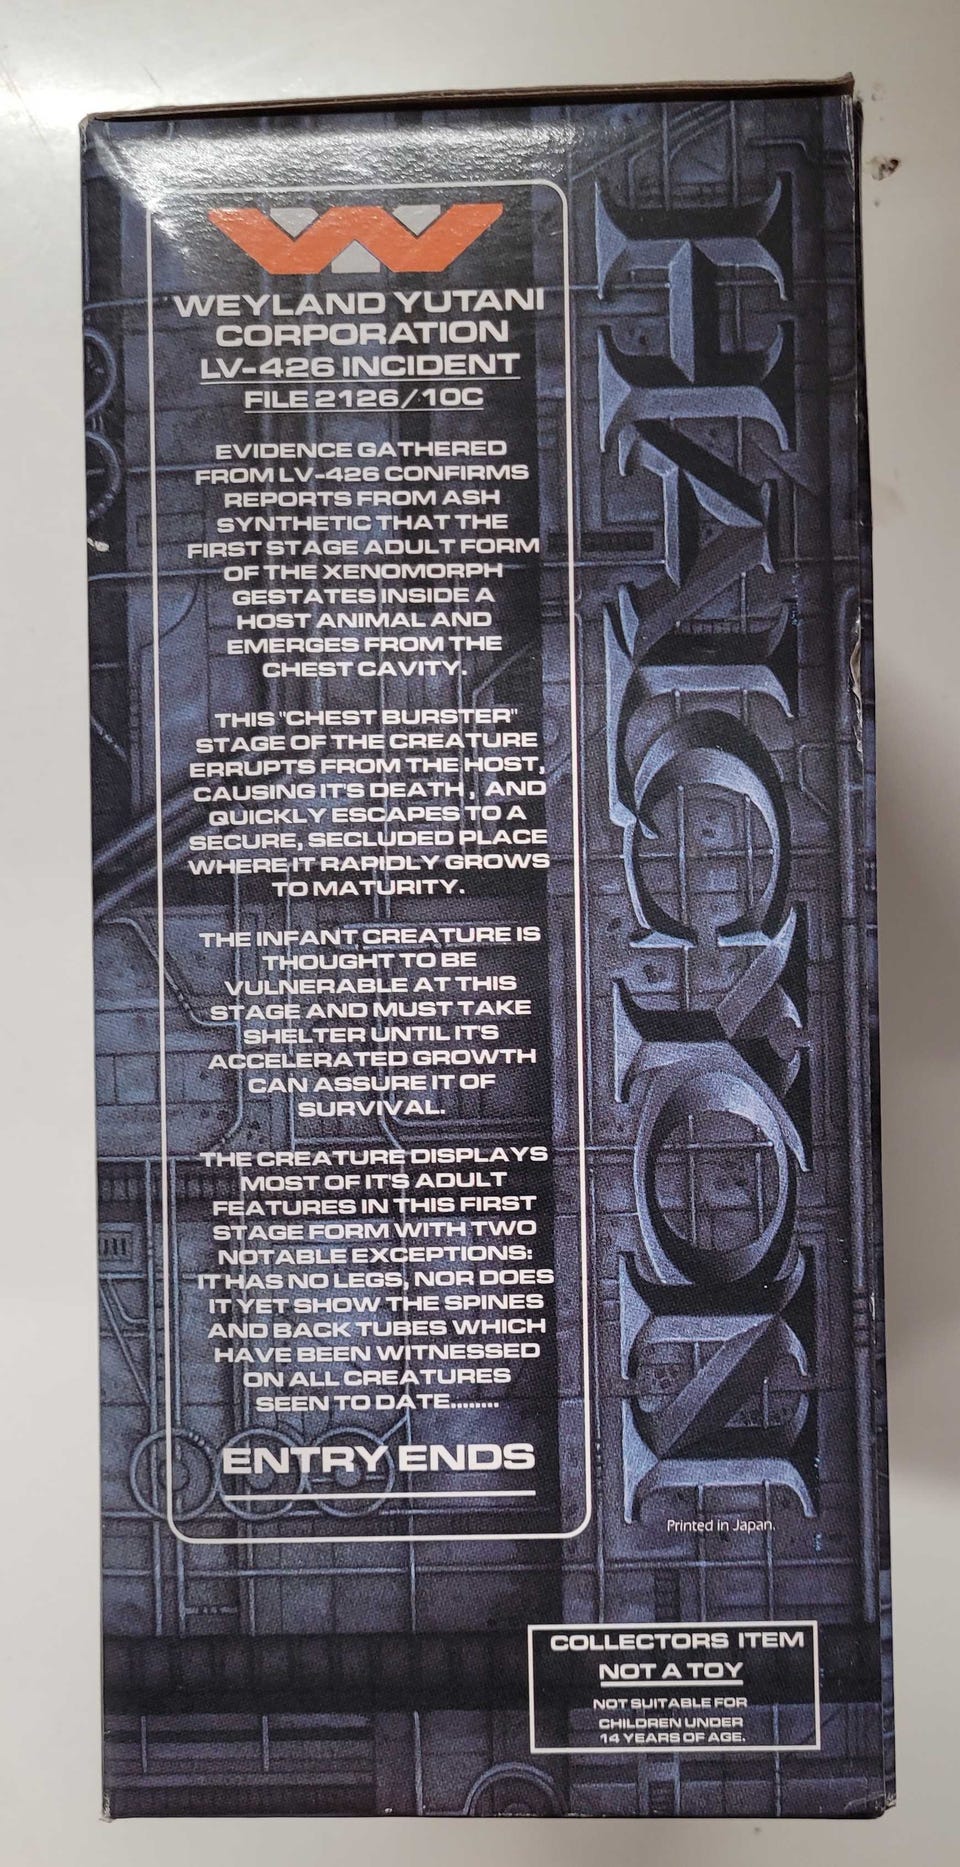 WEYLAND YUTANI
CORPORATION
LV-426 INCIDENT
FILE 2126/10C
EVIDENCE GATHERED
FROM LV-426 CONFIRMS
REPORTS FROM ASH
SYNTHETIC THAT THE
FIRST STAGE ADULT FORM
OF THE XENOMORPH
GESTATES INSIDE A
HOST ANIMAL AND
EMERGES FROM THE
CHEST CAVITY.
THIS "CHEST BURSTER"
STAGE OF THE CREATURE
ERRUPTS FROM THE HOST,
CAUSING IT'S DEATH, AND
QUICKLY ESCAPES TO A
SECURE, SECLUDED PLACE
WHERE IT RAPIDLY GROWS
TO MATURITY.
THE INFANT CREATURE IS
THOUGHT TO BE
VULNERABLE AT THIS
STAGE AND MUST TAKE
SHELTER UNTIL IT'S
ACCELERATED GROWTH
CAN ASSURE IT OF
SURVIVAL.
THE CREATURE DISPLAYS
MOST OF IT'S ADULT
FEATURES IN THIS FIRST
STAGE FORM WITH TWO
NOTABLE EXCEPTIONS:
IT HAS NO LEGS, NOR DOES
IT YET SHOW THE SPINES
AND BACK TUBES WHICH
HAVE BEEN WITNESSED
ON ALL CREATURES
SEEN TO DATE........
ENTRY ENDS
HALCYON
Printed in Japan.
COLLECTORS ITEM
NOT A TOY
NOT SUITABLE FOR
CHILDREN UNDER
14 YEARS OF AGE.